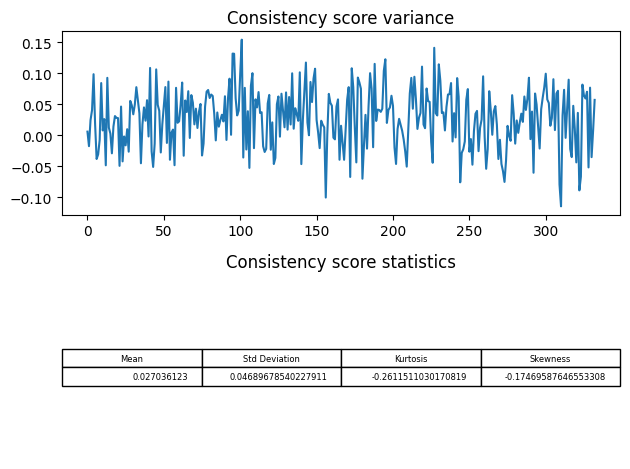 Consistency score variance
0.15
0.10
0.05
0.00
-0.05
-0.10
0 50 100 150 200 250 300
Consistency score statistics
Mean Std Deviation Kurtosis Skewness
0.027036123 0.04689678540227911 -0.2611511030170819 -0.17469587646553308